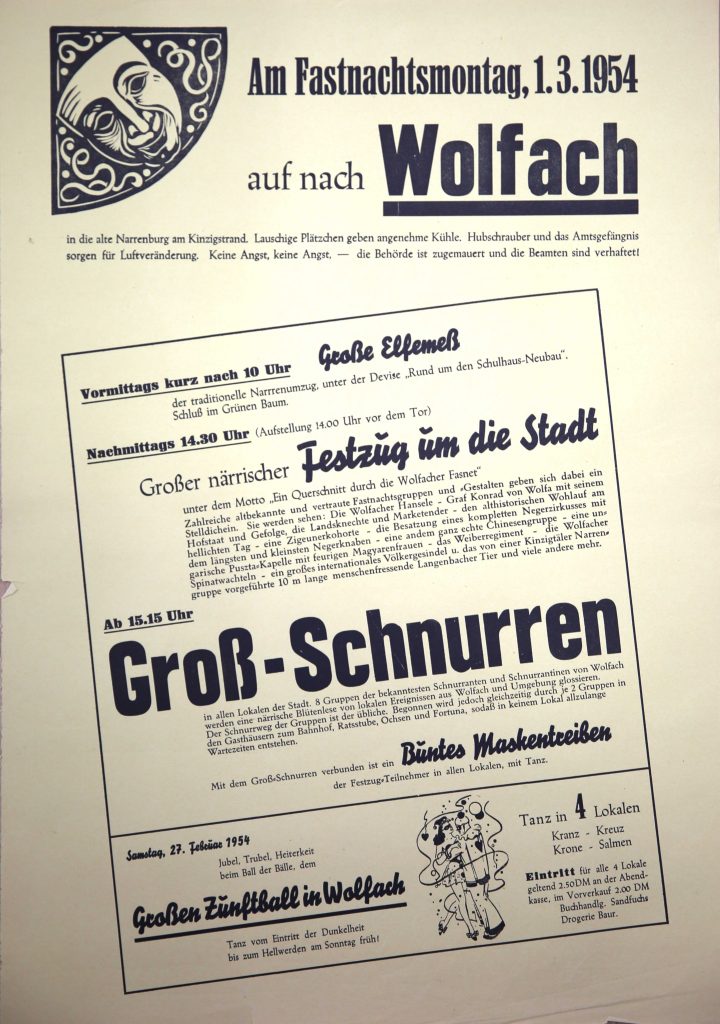 Am Fastnachtsmontag, 1.3.1954
auf nach Wolfach
in die alte Narrenburg am Kinzigstrand. Lauschige Plätzchen geben angenehme Kühle. Hubschrauber und das Amtsgefängnis
sorgen für Luftveränderung. Keine Angst, keine Angst, — die Behörde ist zugemauert und die Beamten sind verhaftet!
Vormittags kurz nach 10 Uhr Große Elfemeß
der traditionelle Narrrenumzug, unter der Devise „Rund um den Schulhaus-Neubau".
Schluß im Grünen Baum.
Nachmittags 14.30 Uhr (Aufstellung 14.00 Uhr vor dem Tor)
Großer närrischer Festzug um die Stadt
unter dem Motto „Ein Querschnitt durch die Wolfacher Fasnet"
Zahlreiche altbekannte und vertraute Fastnachtsgruppen und -Gestalten geben sich dabei ein
Stelldichein. Sie werden sehen: Die Wolfacher Hansele - Graf Konrad von Wolfa mit seinem
Hofstaat und Gefolge, die Landsknechte und Marketender - den althistorischen Wohlauf am
hellichten Tag - eine Zigeunerkohorte - die Besatzung eines kompletten Negerzirkusses mit
dem längsten und kleinsten Negerknaben - eine andem ganz echte Chinesengruppe - eine un-
garische Puszta-Kapelle mit feurigen Magyarenfrauen - das Weiberregiment - die Wolfacher
Spinatwachteln - ein großes internationales Völkergesindel u. das von einer Kinzigtäler Narren-
gruppe vorgeführte 10 m lange menschenfressende Langenbacher Tier und viele andere mehr.
Ab 15.15 Uhr
Groß-Schnurren
in allen Lokalen der Stadt. 8 Gruppen der bekanntesten Schnurranten und Schnurrantinen von Wolfach
werden eine närrische Blütenlese von lokalen Ereignissen aus Wolfach und Umgebung glossieren.
Der Schnurrweg der Gruppen ist der übliche. Begonnen wird jedoch gleichzeitig durch je 2 Gruppen in
den Gasthäusern zum Bahnhof, Ratsstube, Ochsen und Fortuna, sodaß in keinem Lokal allzulange
Wartezeiten entstehen.
Mit dem Groß-Schnurren verbunden ist ein Buntes Maskentreiben
der Festzug-Teilnehmer in allen Lokalen, mit Tanz.
Samstag, 27. Febüar 1954
Jubel, Trubel, Heiterkeit
beim Ball der Bälle, dem
Großen Zunftball in Wolfach
Tanz vom Eintritt der Dunkelheit
bis zum Hellwerden am Sonntag früh!
Tanz in 4 Lokalen
Kranz - Kreuz
Krone - Salmen
Eintritt für alle 4 Lokale
geltend 2.50 DM an der Abend-
kasse, im Vorverkauf 2.00 DM
Buchhandlg. Sandfuchs
Drogerie Baur.